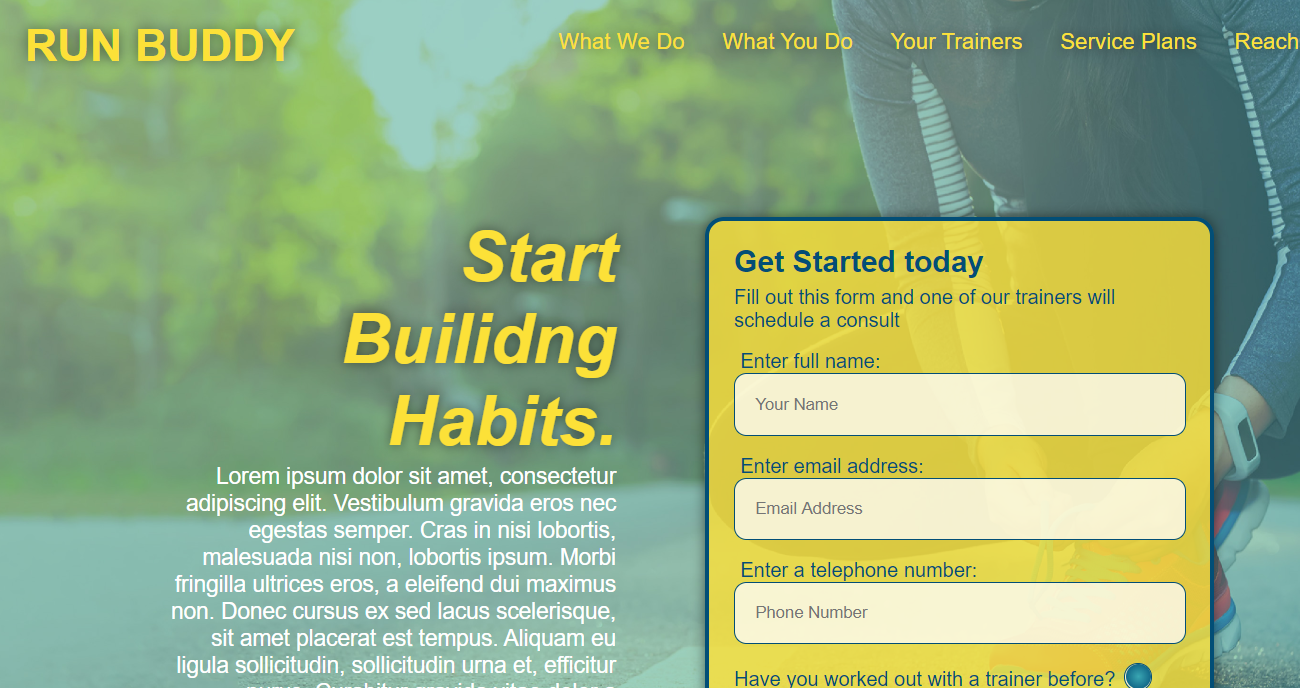 RUN BUDDY
What We Do What You Do Your Trainers Service Plans Reach
Start
Builidng
Habits.
Lorem ipsum dolor sit amet, consectetur
adipiscing elit. Vestibulum gravida eros nec
egestas semper. Cras in nisi lobortis,
malesuada nisi non, lobortis ipsum. Morbi
fringilla ultrices eros, a eleifend dui maximus
non. Donec cursus ex sed lacus scelerisque,
sit amet placerat est tempus. Aliquam eu
ligula sollicitudin, sollicitudin urna et, efficitur
Get Started today
Fill out this form and one of our trainers will
schedule a consult
Enter full name:
Your Name
Enter email address:
Email Address
Enter a telephone number:
Phone Number
Have you worked out with a trainer before?